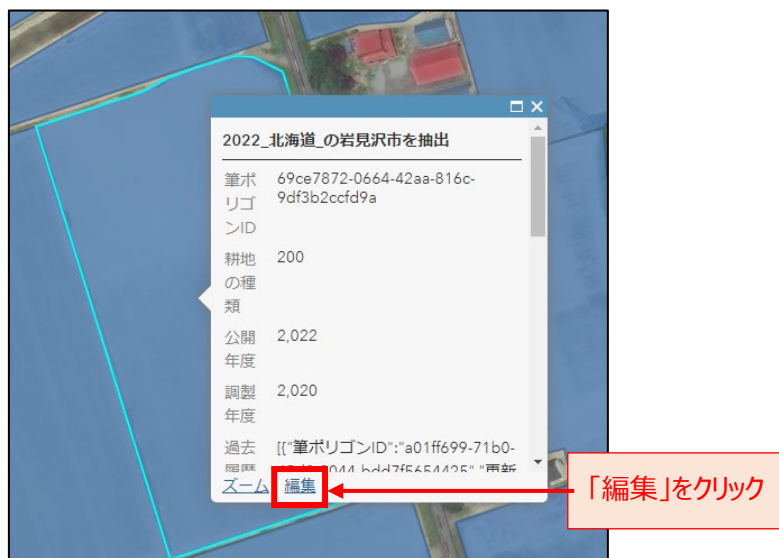 2022_北海道_の岩見沢市を抽出
筆ポ
リゴ
ンID
69ce7872-0664-42aa-816c-
9df3b2ccfd9a
耕地
の種
類
200
公開
年度
2,022
調製
年度
2,020
過去
履歴
[{"筆ポリゴンID":"a01ff699-71b0-
ズーム
編集
「編集」をクリック